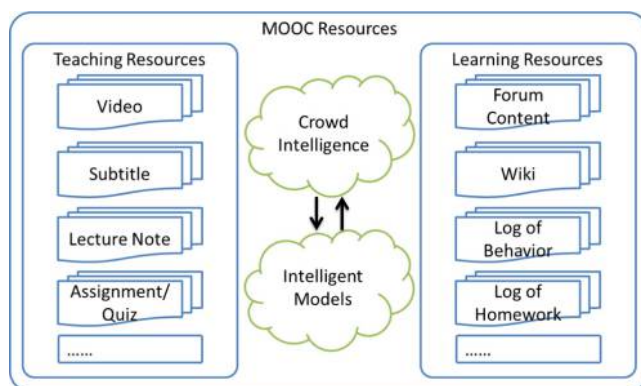 MOOC Resources
Teaching Resources
Video
Subtitle
Lecture Note
Assignment/
Quiz
......
Crowd
Intelligence
Intelligent
Models
Learning Resources
Forum
Content
Wiki
Log of
Behavior
Log of
Homework
......